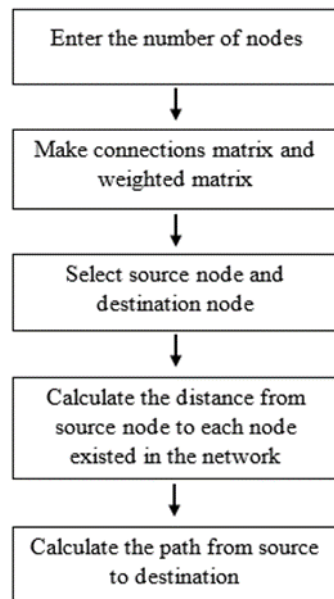 Enter the number of nodes
Make connections matrix and
weighted matrix
Select source node and
destination node
Calculate the distance from
source node to each node
existed in the network
Calculate the path from source
to destination